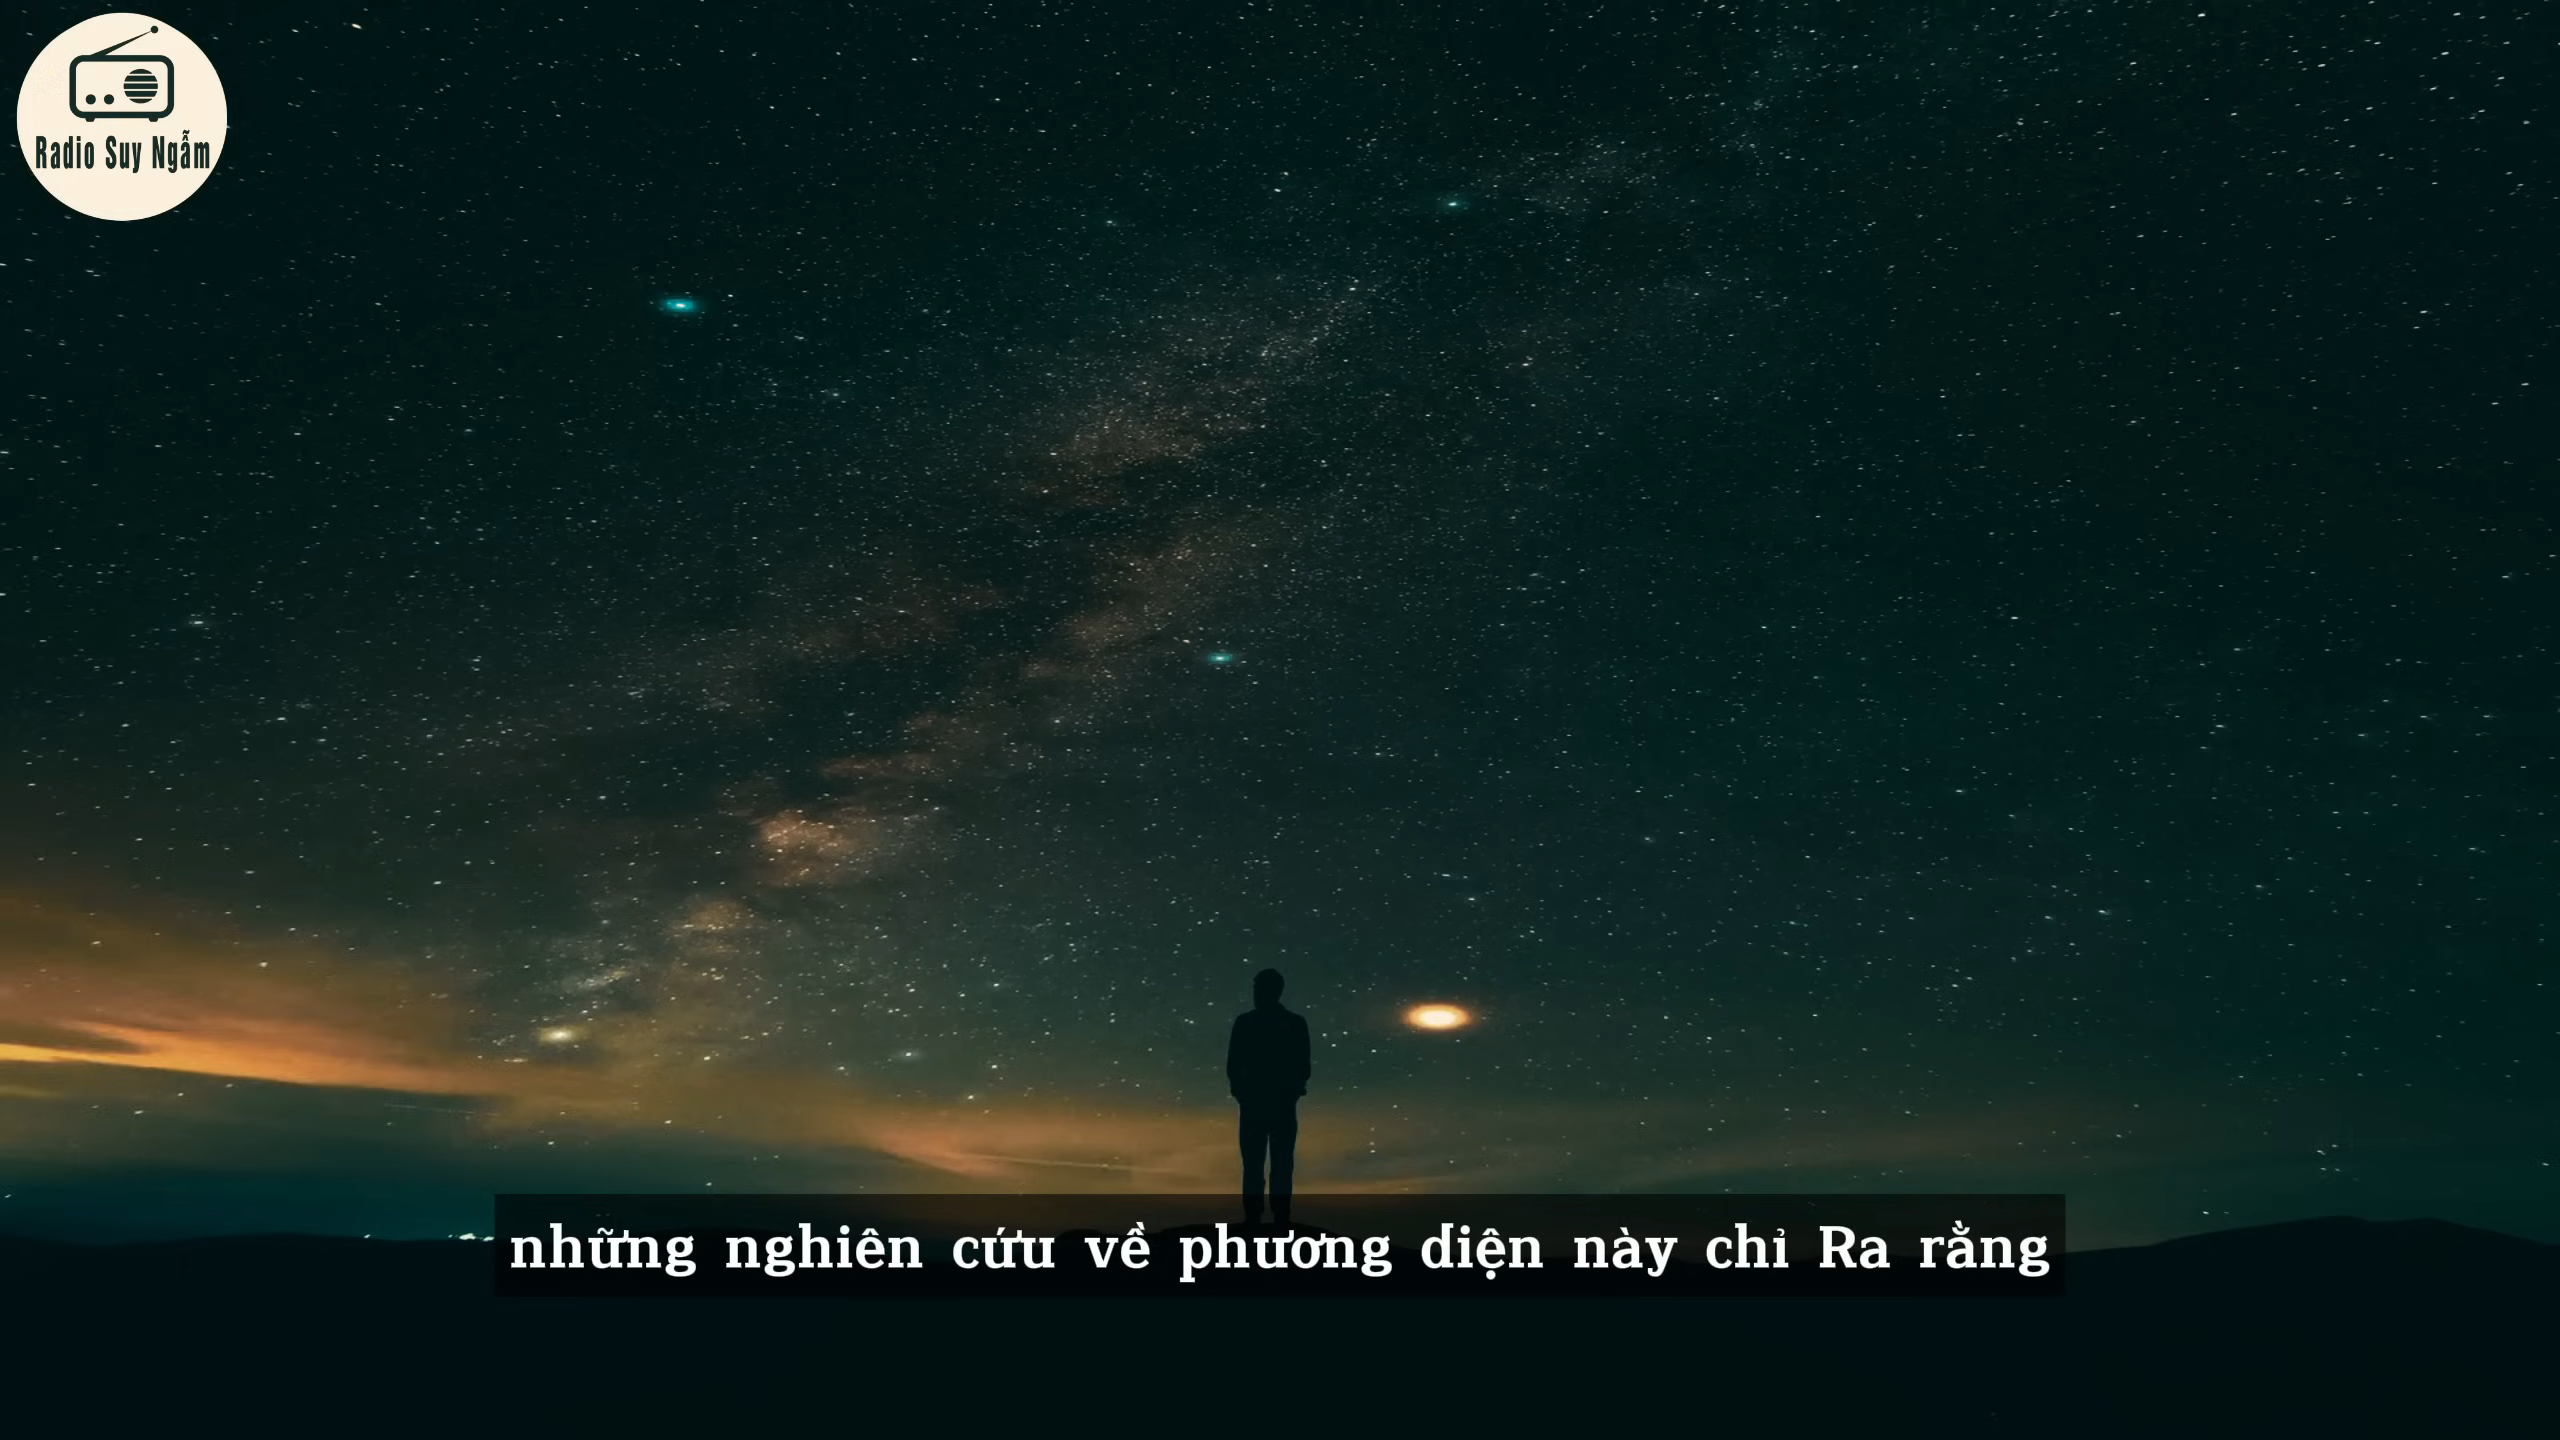 Radio Suy Ngẫm
những nghiên cứu về phương diện này chỉ Ra rằng